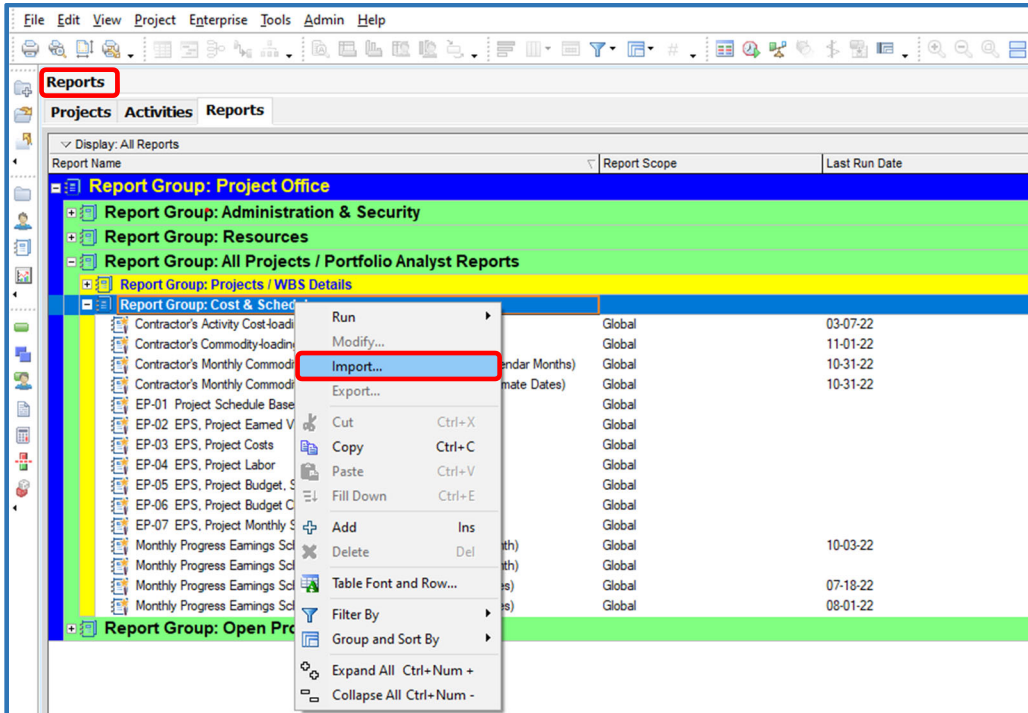 File Edit View Project Enterprise Tools Admin Help
Reports
Projects Activities Reports
Display: All Reports
Report Name Report Scope Last Run Date
Report Group: Project Office
Report Group: Administration & Security
Report Group: Resources
Report Group: All Projects / Portfolio Analyst Reports
Report Group: Projects / WBS Details
Report Group: Cost & Sched
Contractor's Activity Cost-loadi Global 03-07-22
Contractor's Commodity-loading Global 11-01-22
Contractor's Monthly Commodi endar Months) Global 10-31-22
Contractor's Monthly Commodi mate Dates) Global 10-31-22
EP-01 Project Schedule Base Global
EP-02 EPS, Project Earned V Global
EP-03 EPS, Project Costs Global
EP-04 EPS, Project Labor Global
EP-05 EPS, Project Budget, S Global
EP-06 EPS, Project Budget C Global
EP-07 EPS, Project Monthly S Global
Monthly Progress Earnings Sch nth) Global 10-03-22
Monthly Progress Earnings Sch nth) Global
Monthly Progress Earnings Sch es) Global 07-18-22
Monthly Progress Earnings Sch es) Global 08-01-22
Report Group: Open Pro
Run
Modify...
Import...
Export...
Cut Ctrl+X
Copy Ctrl+C
Paste Ctrl+V
Fill Down Ctrl+E
Add Ins
Delete Del
Table Font and Row...
Filter By
Group and Sort By
Expand All Ctrl+Num +
Collapse All Ctrl+Num -